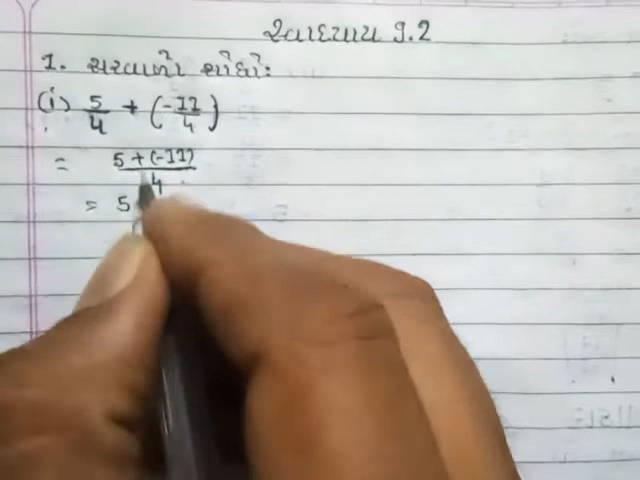 સ્વાધ્યાય 9.2
1. સરવાળો શોધો:
(i) 5/4 + (-11/4)
= 5+(-11)/4
= 5